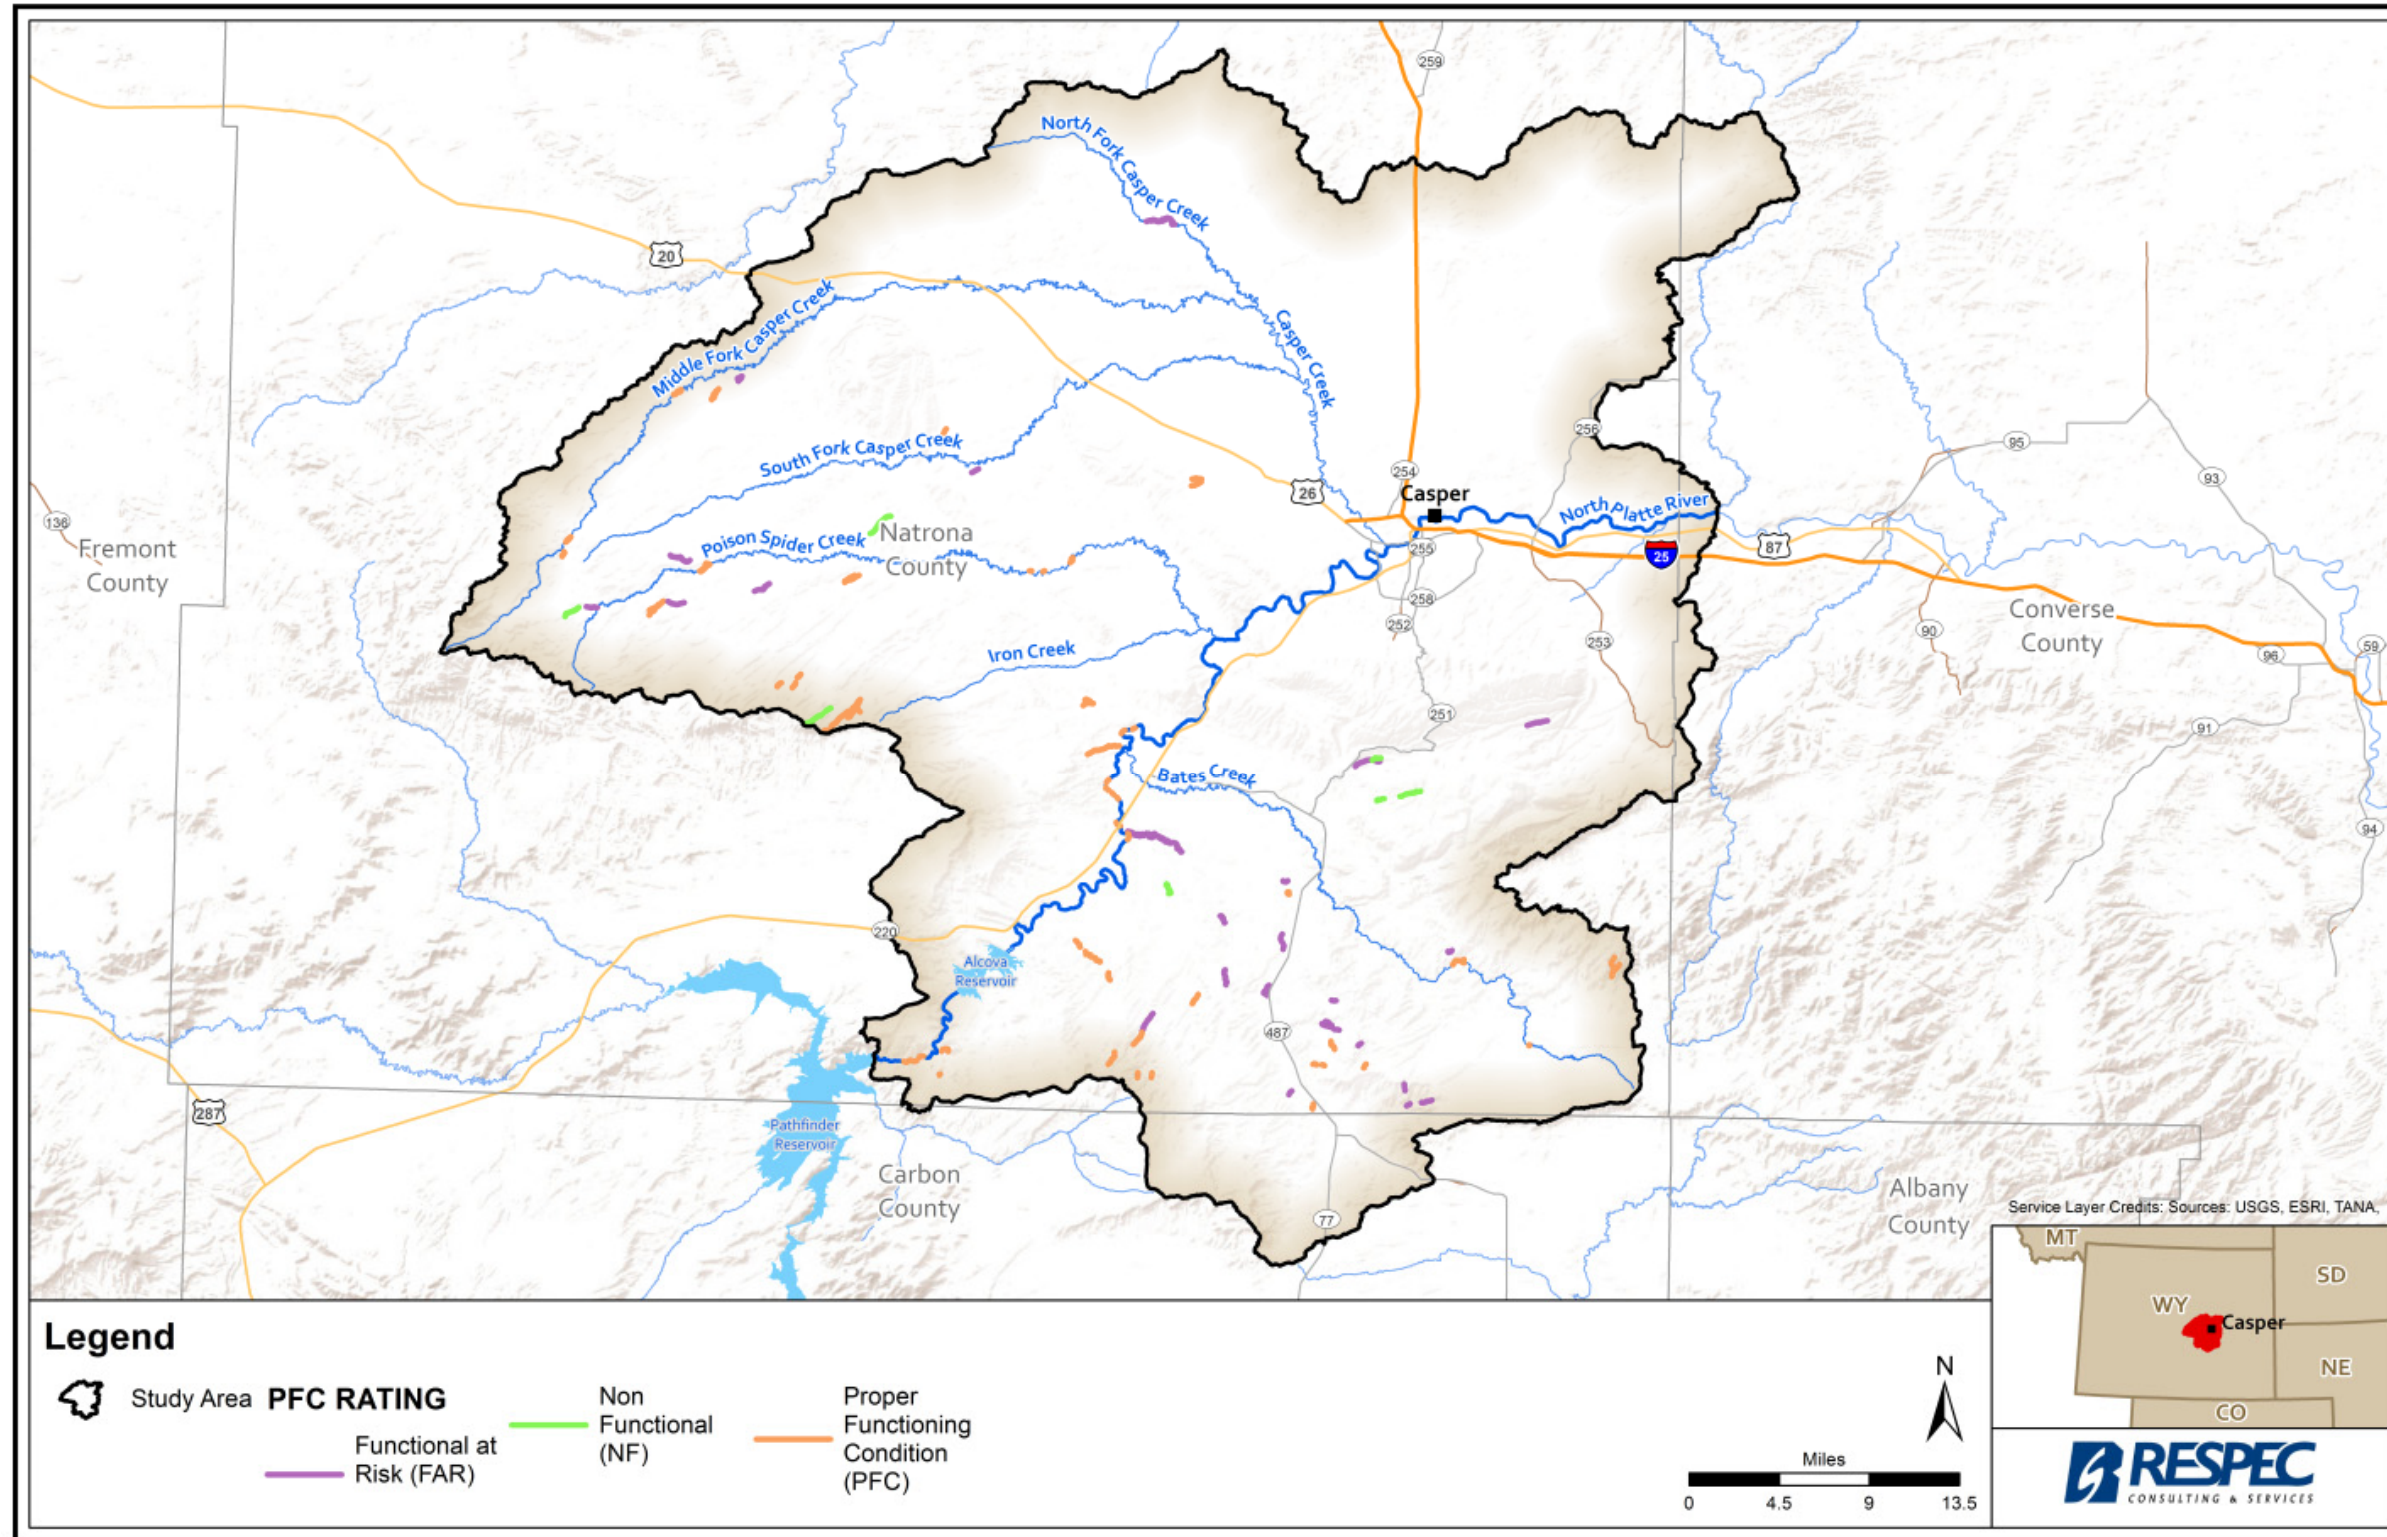 259
North Fork Casper Creek
20
Middle Fork Casper Creek
Casper Creek
256
95
South Fork Casper Creek
254
93
26
Casper
North Platte River
136
Fremont
County
Natrona
County
Poison Spider Creek
255
25
87
258
252
253
Converse
County
90
59
96
Iron Creek
251
91
Bates Creek
94
220
Alcova
Reservoir
487
287
Pathfinder
Reservoir
Carbon
County
77
Albany
County
Service Layer Credits: Sources: USGS, ESRI, TANA,
MT
SD
WY
Casper
NE
CO
Legend
Study Area
PFC RATING
Functional at
Risk (FAR)
Non
Functional
(NF)
Proper
Functioning
Condition
(PFC)
N
Miles
0 4.5 9 13.5
RESPEC
CONSULTING & SERVICES